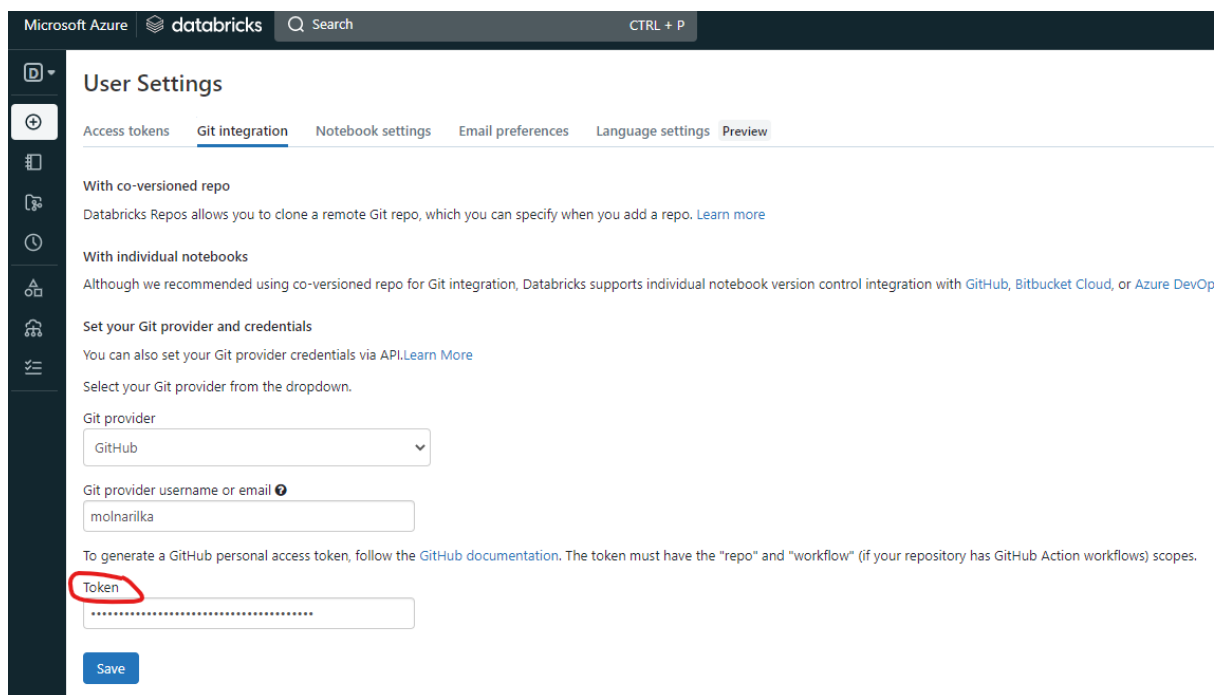 Microsoft Azure databricks Search CTRL + P
D
User Settings
Access tokens Git integration Notebook settings Email preferences Language settings Preview
With co-versioned repo
Databricks Repos allows you to clone a remote Git repo, which you can specify when you add a repo. Learn more
With individual notebooks
Although we recommended using co-versioned repo for Git integration, Databricks supports individual notebook version control integration with GitHub, Bitbucket Cloud, or Azure DevOp
Set your Git provider and credentials
You can also set your Git provider credentials via API.Learn More
Select your Git provider from the dropdown.
Git provider
GitHub
Git provider username or email
molnarilka
To generate a GitHub personal access token, follow the GitHub documentation. The token must have the "repo" and "workflow" (if your repository has GitHub Action workflows) scopes.
Token
Save